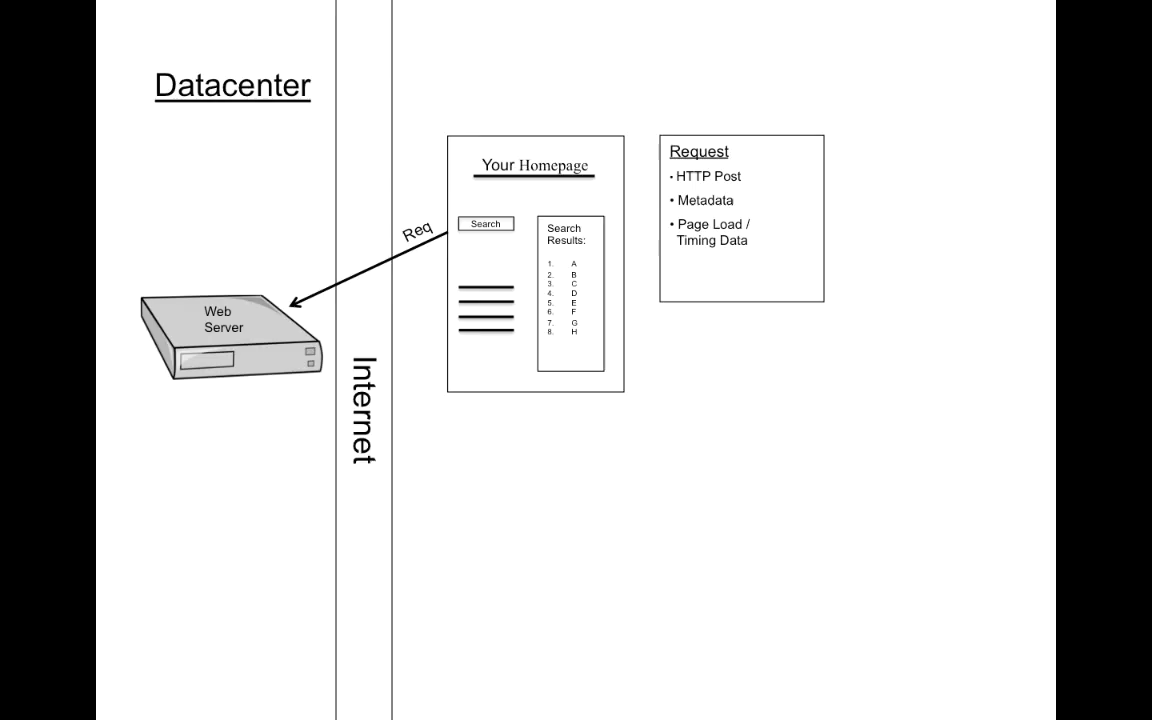 Datacenter
Your Homepage
Search
Search
Results:
1. A
2. B
3. C
4. D
5. E
6. F
7. G
8. H
Request
• HTTP Post
• Metadata
• Page Load /
Timing Data
Req
Web
Server
Internet